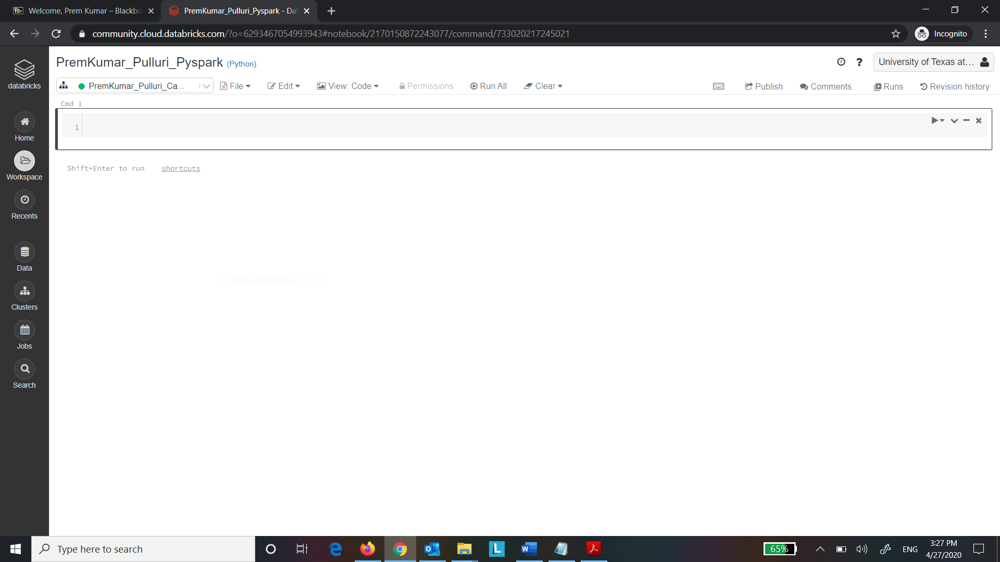 Welcome, Prem Kumar – Blackbo
PremKumar_Pulluri_Pyspark - Dat
community.cloud.databricks.com/?o=6293467054993943#notebook/2170150872243077/command/733020217245021
Incognito
databricks
Home
Workspace
Recents
Data
Clusters
Jobs
Search
PremKumar_Pulluri_Pyspark (Python)
University of Texas at...
PremKumar_Pulluri_Ca...
File
Edit
View: Code
Permissions
Run All
Clear
Publish
Comments
Runs
Revision history
Cmd 1
1
Shift+Enter to run shortcuts
Full-screen Snip
Type here to search
65%
ENG
3:27 PM
4/27/2020